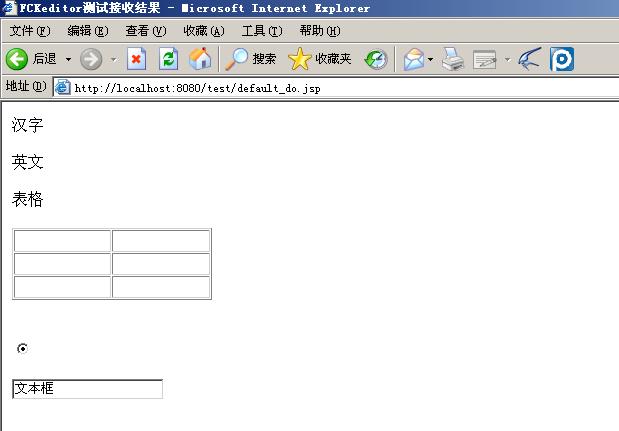 FCKeditor测试接收结果 - Microsoft Internet Explorer
文件(F) 编辑(E) 查看(V) 收藏(A) 工具(T) 帮助(H)
后退 搜索 收藏夹
地址(D) http://localhost:8080/test/default_do.jsp
汉字
英文
表格
文本框